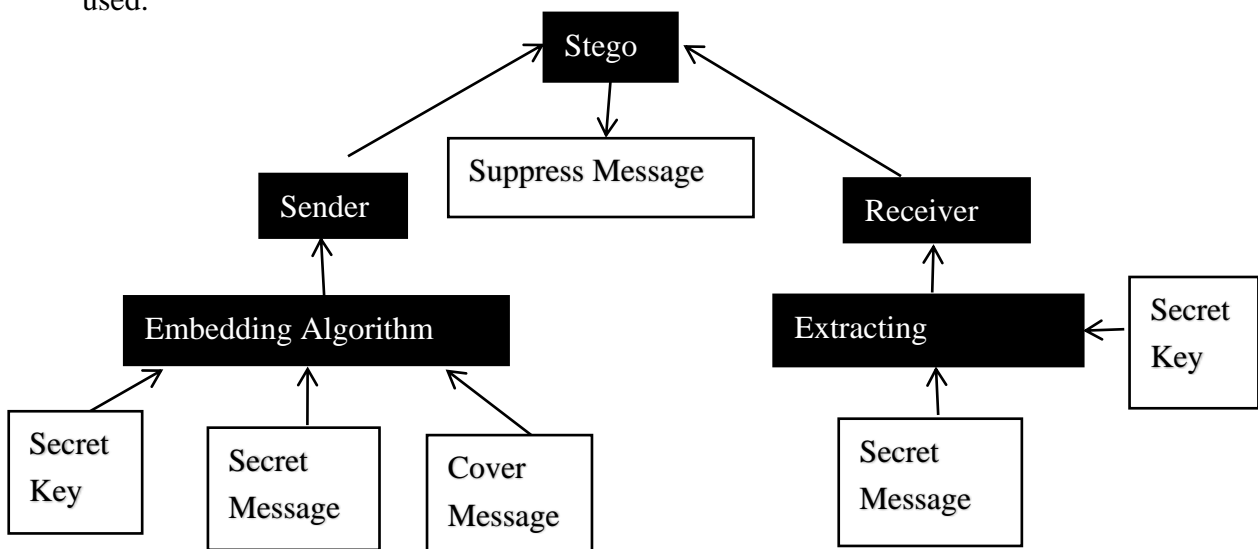 used.
Stego
Suppress Message
Sender
Receiver
Embedding Algorithm
Extracting
Secret
Key
Secret
Key
Secret
Message
Cover
Message
Secret
Message